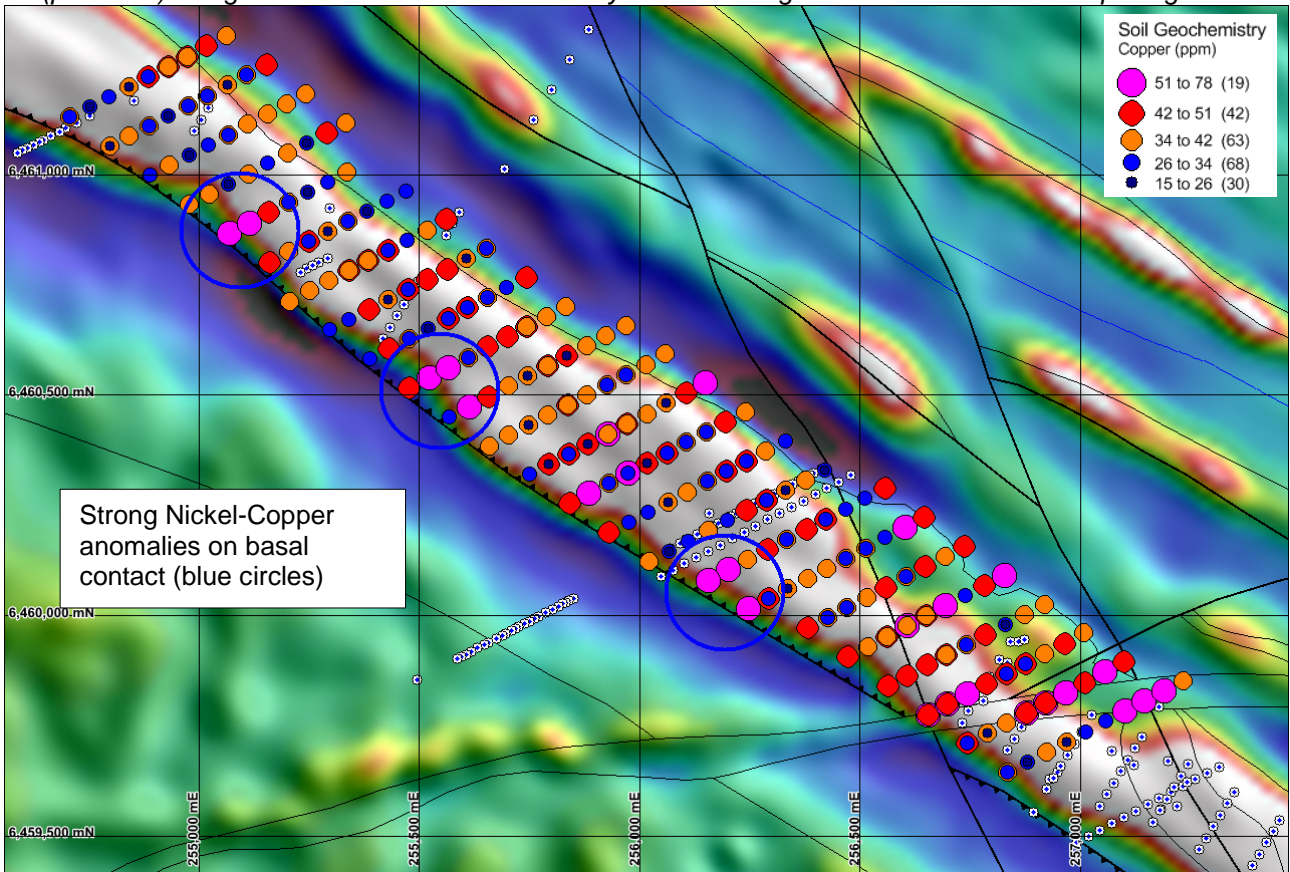 Soil Geochemistry
Copper (ppm)
51 to 78 (19)
42 to 51 (42)
34 to 42 (63)
26 to 34 (68)
15 to 26 (30)
6,461,000 mN
6,460,500 mN
Strong Nickel-Copper
anomalies on basal
contact (blue circles)
6,460,000 mN
6,459,500 mN
255,000 mE
255,500 mE
256,000 mE
256,500 mE
257,000 mE